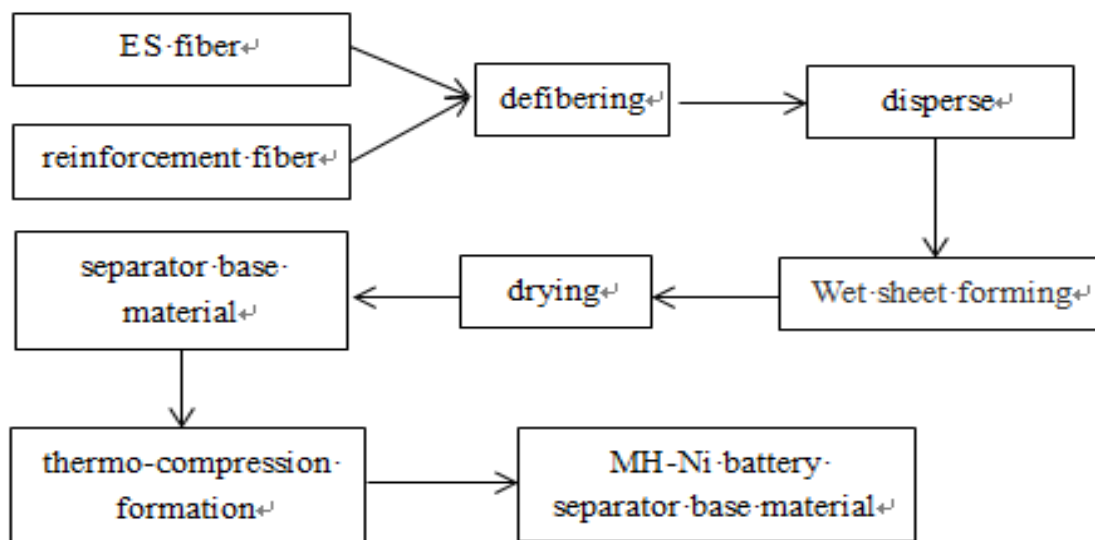 ES·fiber↵
reinforcement·fiber↵
defibering↵
disperse↵
Wet·sheet·forming↵
drying↵
separator·base·
material↵
thermo-compression·
formation↵
MH-Ni·battery·
separator·base·material↵